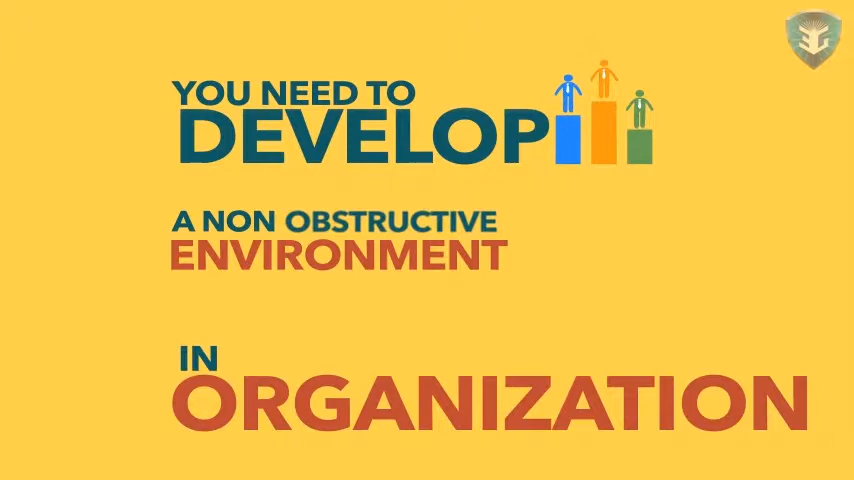 YOU NEED TO
DEVELOP
A NON OBSTRUCTIVE
ENVIRONMENT
IN
ORGANIZATION